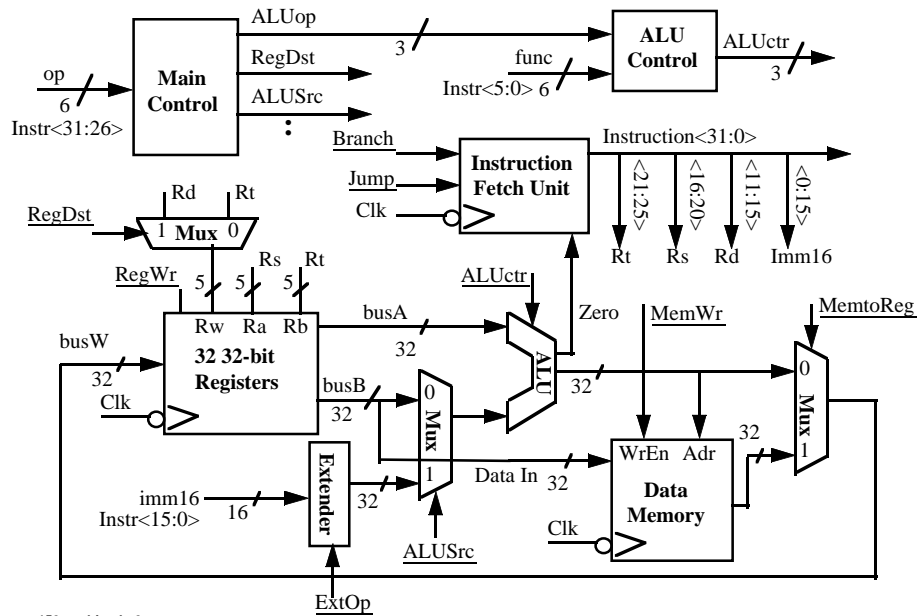 ALUop
3
RegDst
ALUSrc
⋮
op
6
Instr<31:26>
Main
Control
func
Instr<5:0> 6
ALU
Control
ALUctr
3
Branch
Jump
Clk
Instruction
Fetch Unit
Instruction<31:0>
<21:25>
<16:20>
<11:15>
<0:15>
Rt
Rs
Rd
Imm16
Rd
Rt
RegDst
1 Mux 0
RegWr
5
5
Rs
5
Rt
Rw Ra Rb
32 32-bit
Registers
busW
32
Clk
busA
32
busB
32
0
Mux
1
ALUctr
ALU
Zero
32
MemWr
MemtoReg
0
Mux
1
32
WrEn Adr
Data
Memory
Data In
32
Clk
imm16
Instr<15:0>
16
Extender
32
ALUSrc
ExtOp